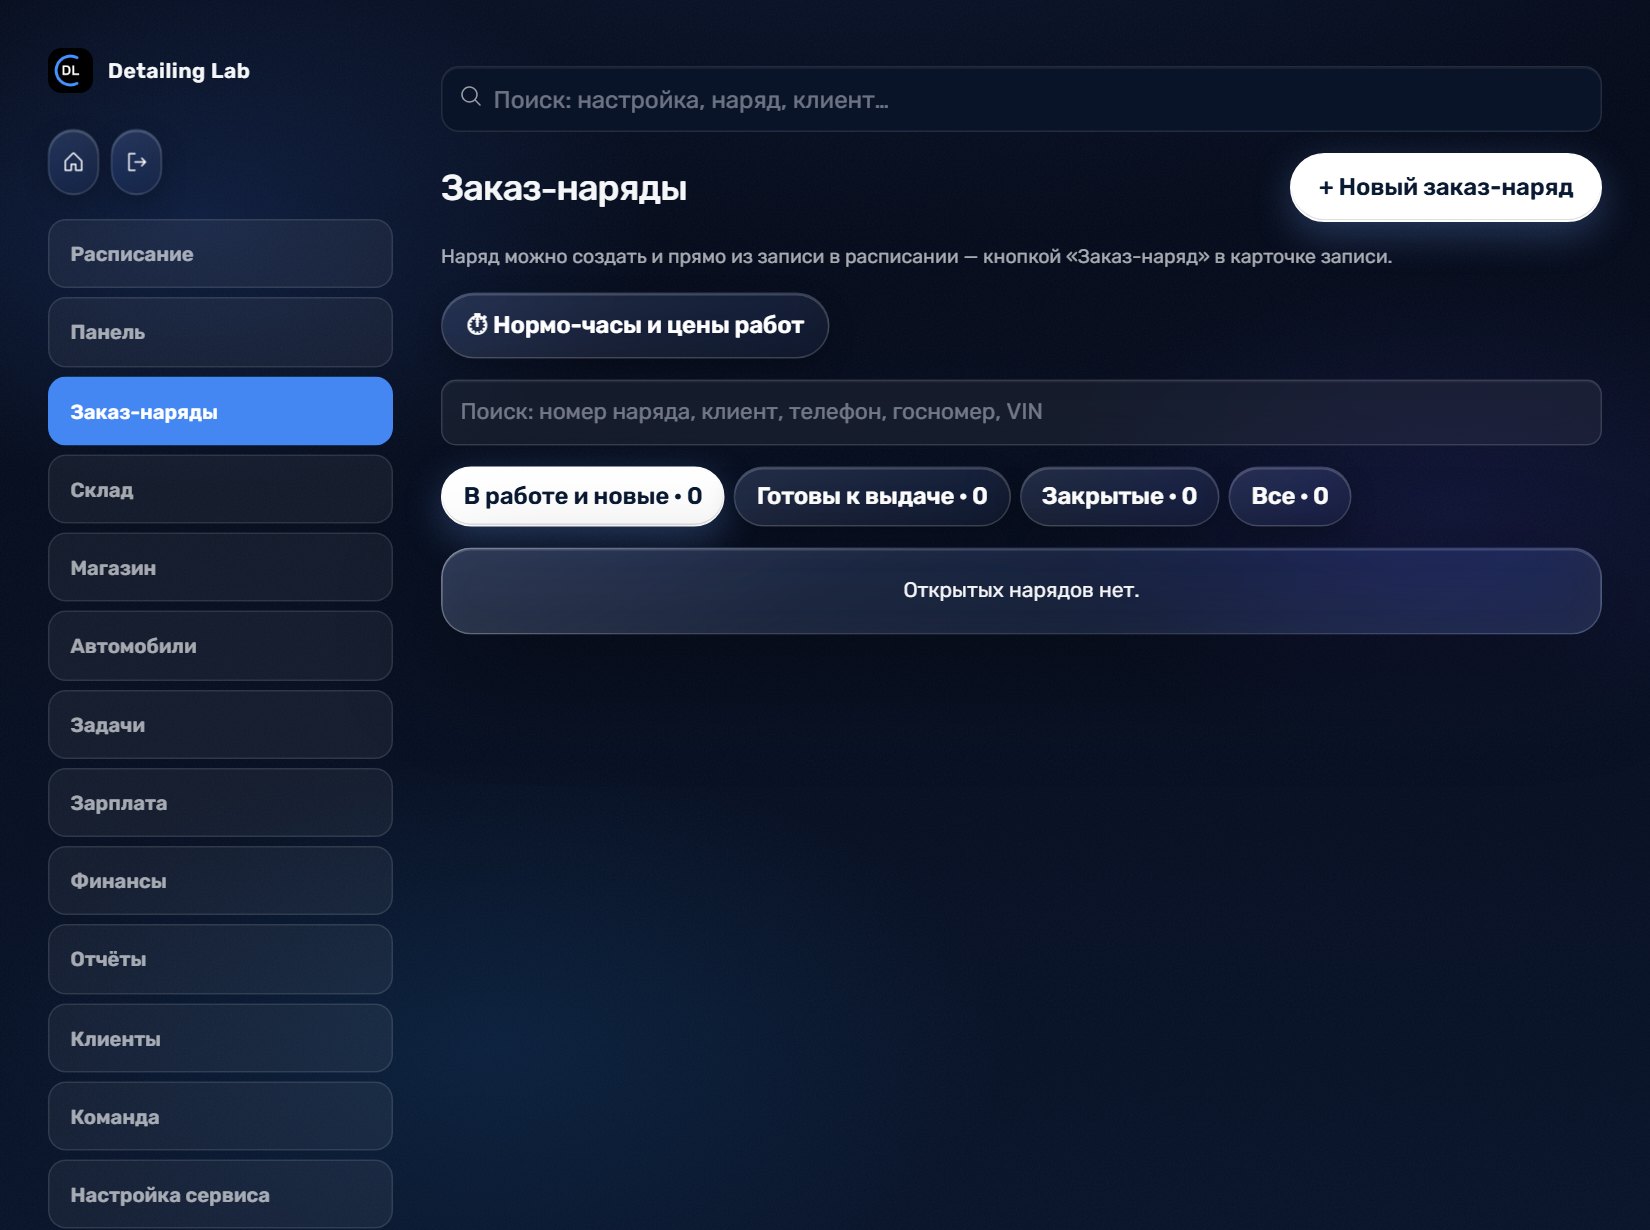 DL
Detailing Lab
Расписание
Панель
Заказ-наряды
Склад
Магазин
Автомобили
Задачи
Зарплата
Финансы
Отчёты
Клиенты
Команда
Настройка сервиса
Поиск: настройка, наряд, клиент…
Заказ-наряды
+ Новый заказ-наряд
Наряд можно создать и прямо из записи в расписании — кнопкой «Заказ-наряд» в карточке записи.
⏱ Нормо-часы и цены работ
Поиск: номер наряда, клиент, телефон, госномер, VIN
В работе и новые • 0
Готовы к выдаче • 0
Закрытые • 0
Все • 0
Открытых нарядов нет.